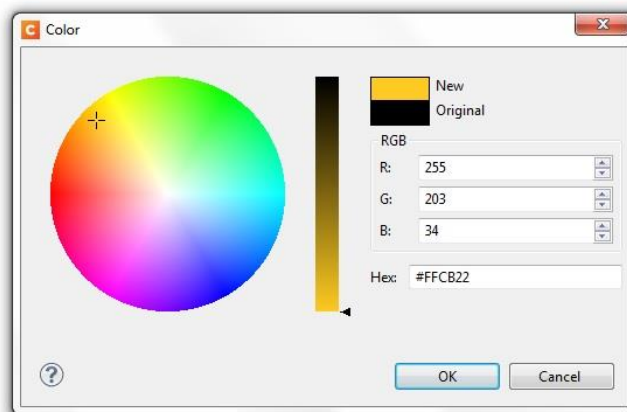 C Color
New
Original
RGB
R: 255
G: 203
B: 34
Hex: #FFCB22
?
OK Cancel